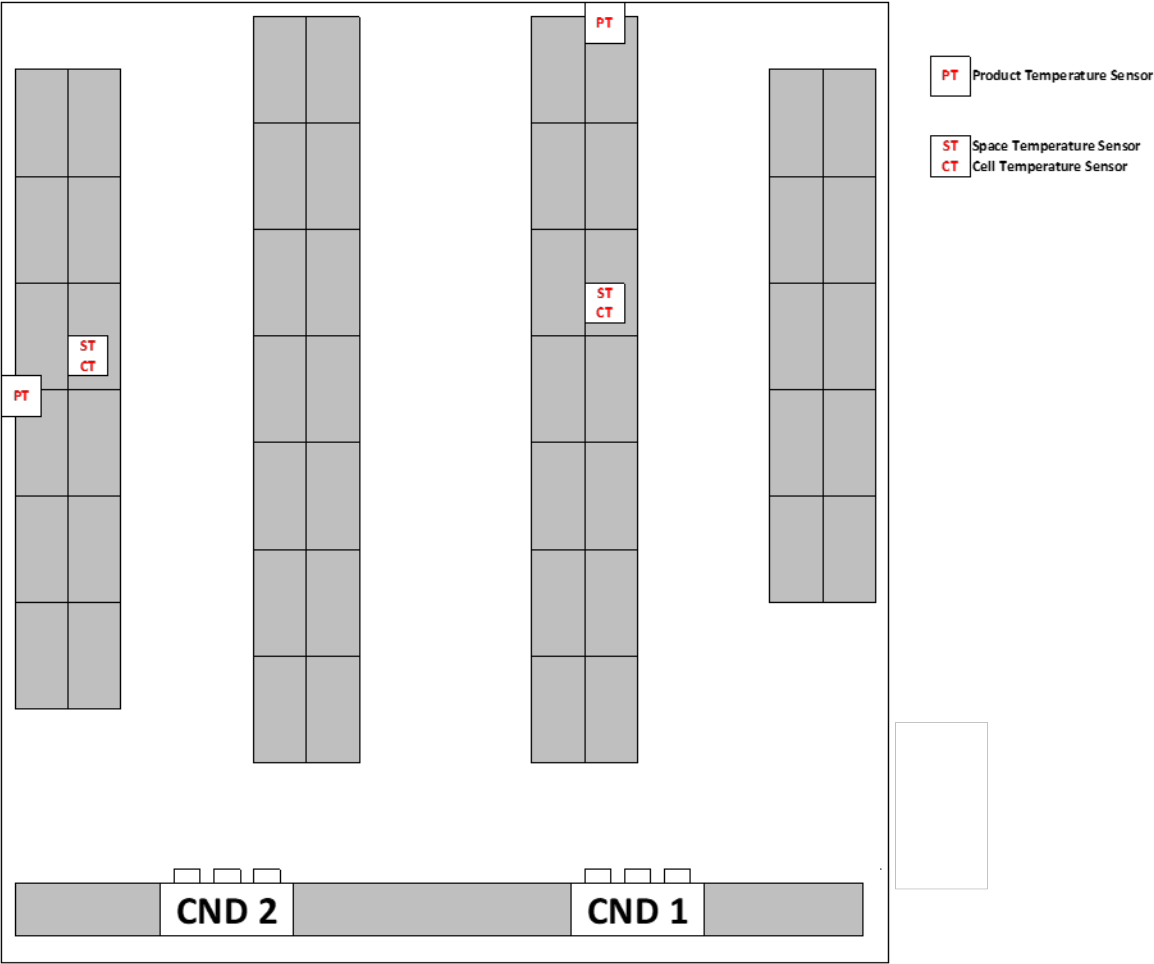 PT
PT Product Temperature Sensor
ST Space Temperature Sensor
CT Cell Temperature Sensor
ST
CT
ST
CT
PT
CND 2
CND 1